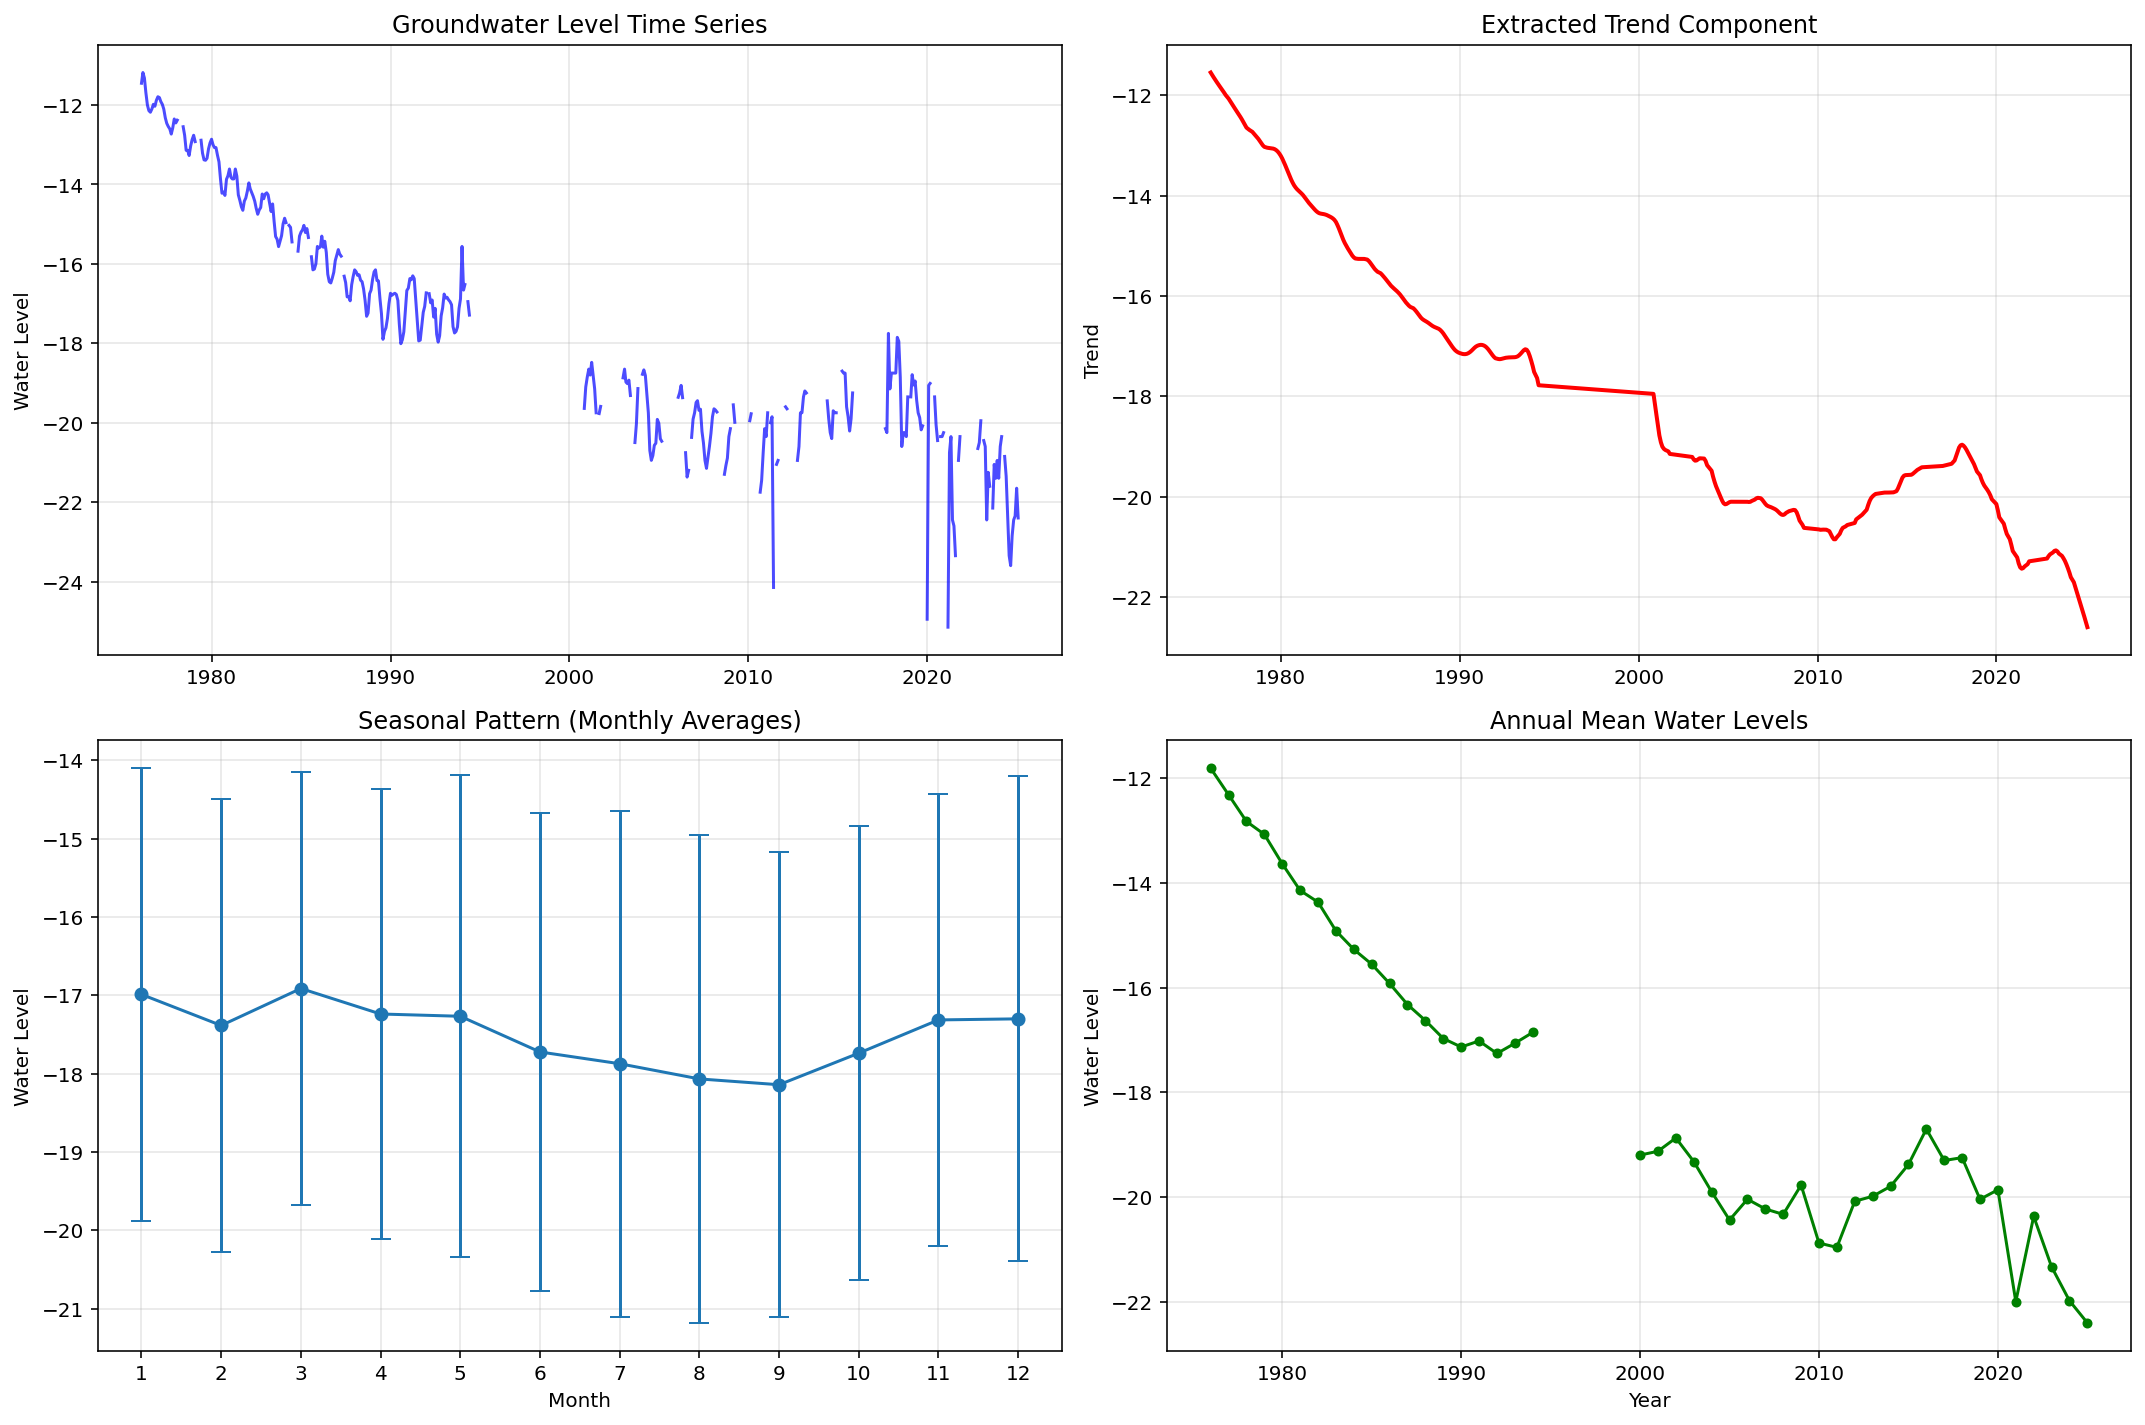 Groundwater Level Time Series
Water Level
−12
−14
−16
−18
−20
−22
−24
1980 1990 2000 2010 2020
Extracted Trend Component
Trend
−12
−14
−16
−18
−20
−22
1980 1990 2000 2010 2020
Seasonal Pattern (Monthly Averages)
Water Level
−14
−15
−16
−17
−18
−19
−20
−21
1 2 3 4 5 6 7 8 9 10 11 12
Month
Annual Mean Water Levels
Water Level
−12
−14
−16
−18
−20
−22
1980 1990 2000 2010 2020
Year